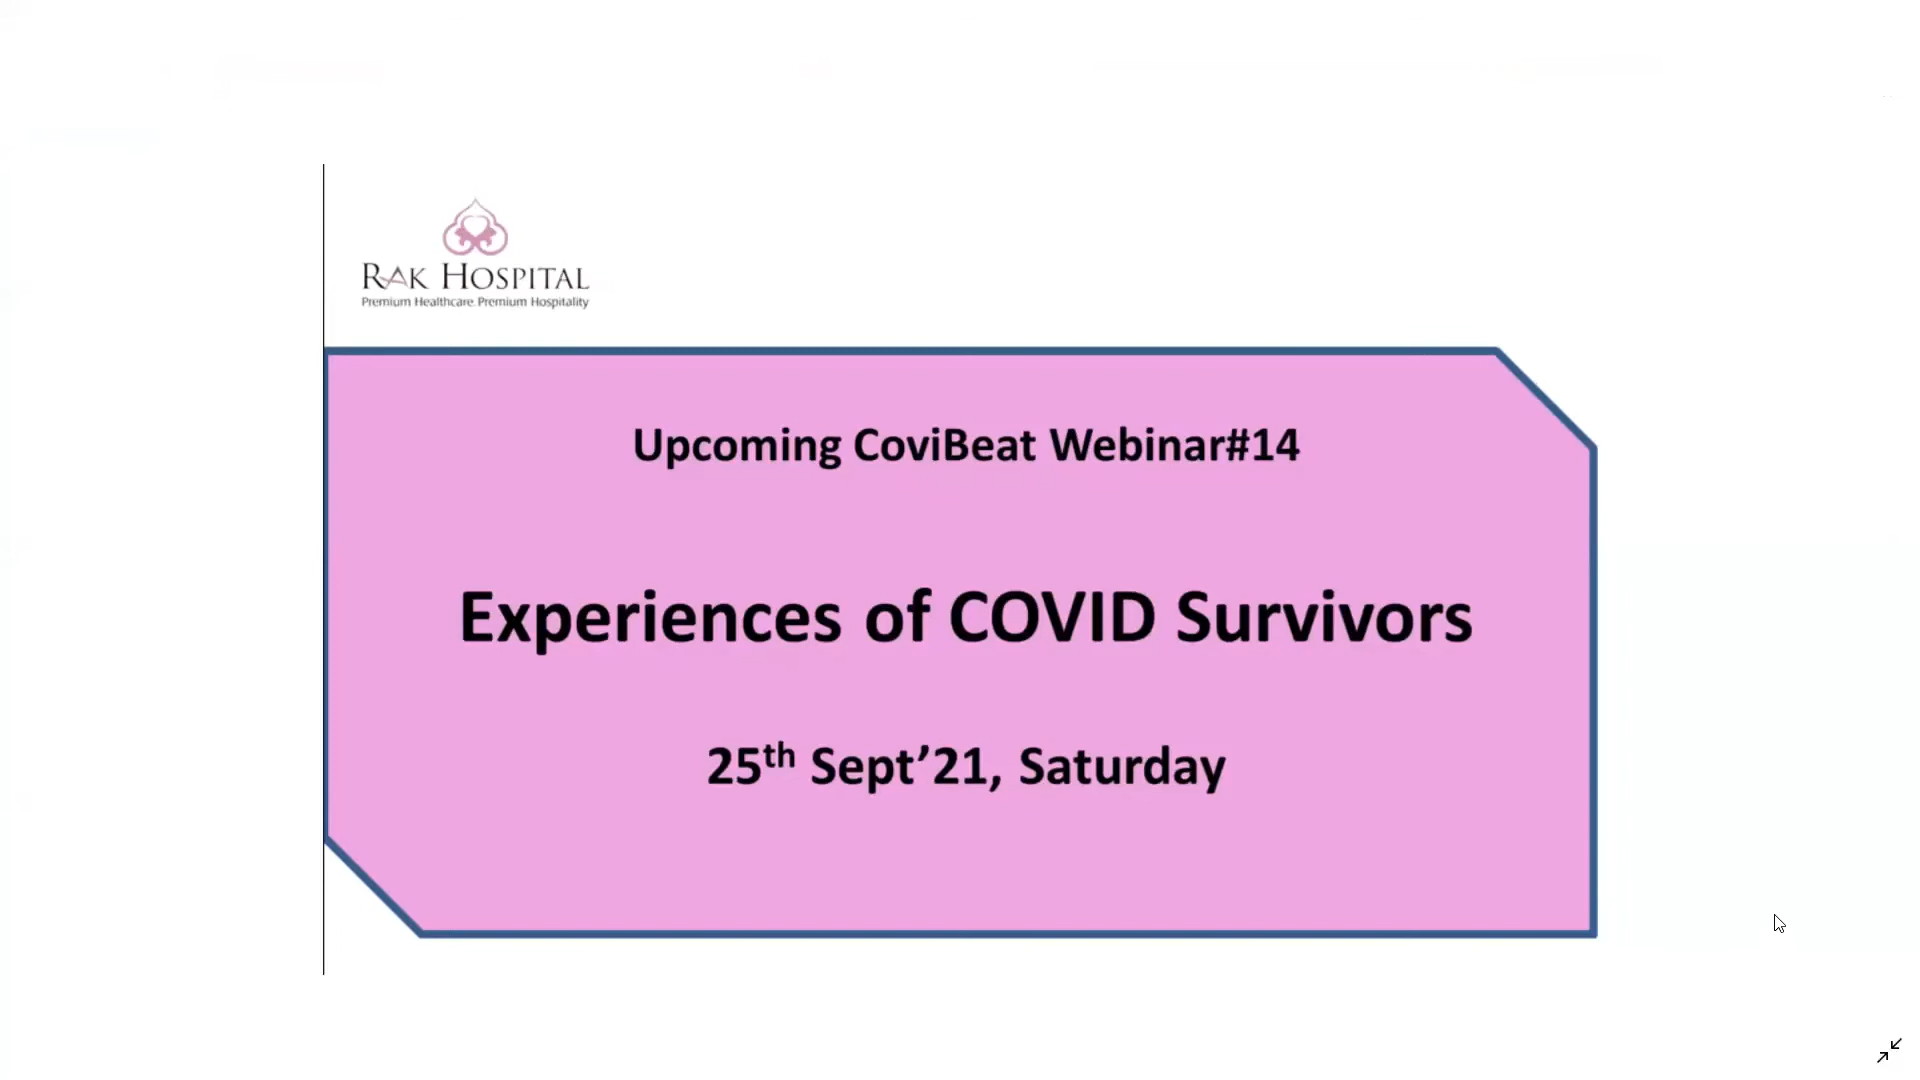 RAK HOSPITAL
Premium Healthcare. Premium Hospitality
Upcoming CoviBeat Webinar#14
Experiences of COVID Survivors
25th Sept’21, Saturday